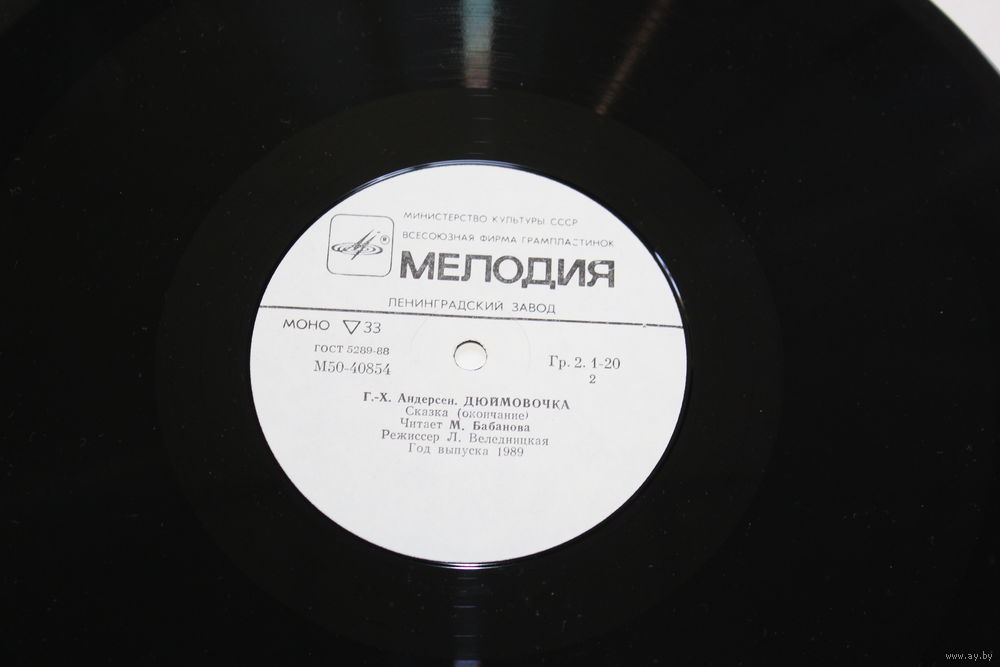 МИНИСТЕРСТВО КУЛЬТУРЫ СССР
ВСЕСОЮЗНАЯ ФИРМА ГРАМПЛАСТИНОК
МЕЛОДИЯ
ЛЕНИНГРАДСКИЙ ЗАВОД
МОНО 33
ГОСТ 5289-88
М50-40854
Гр. 2. 1-20
2
Г.-Х. Андерсен. ДЮЙМОВОЧКА
Сказка (окончание)
Читает М. Бабанова
Режиссер Л. Веледницкая
Год выпуска 1989
www.ay.by